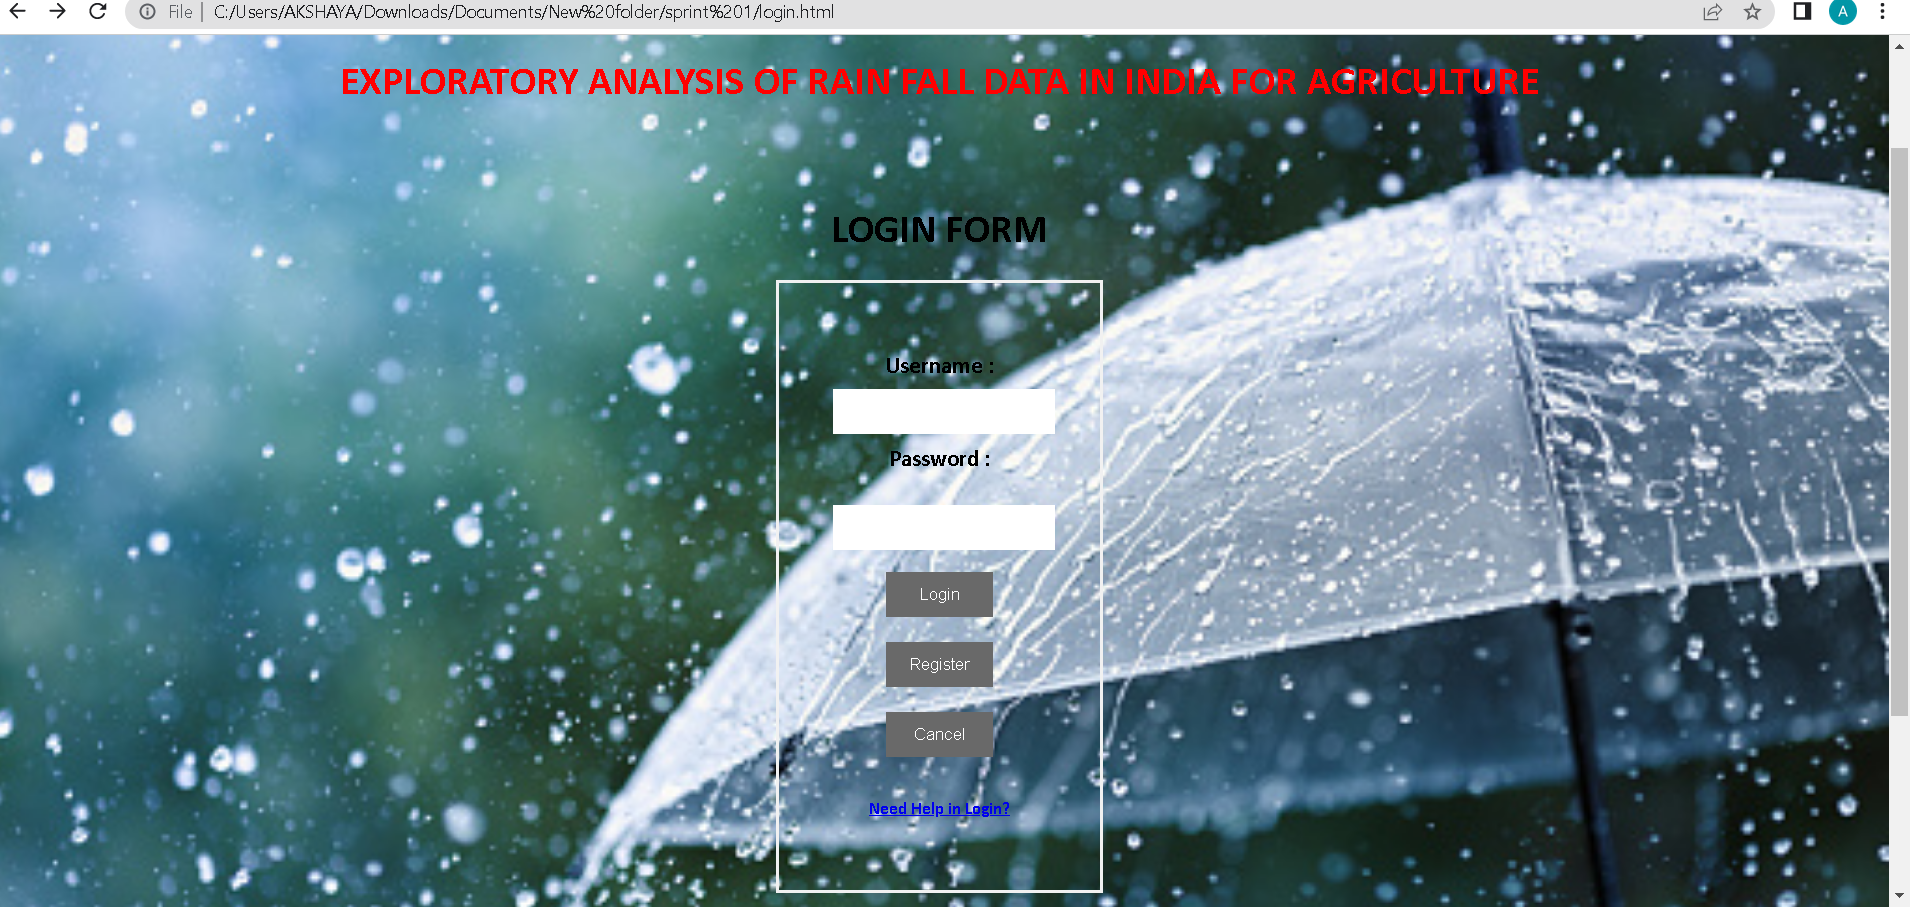 File | C:/Users/AKSHAYA/Downloads/Documents/New%20folder/sprint%201/login.html
A
EXPLORATORY ANALYSIS OF RAIN FALL DATA IN INDIA FOR AGRICULTURE
LOGIN FORM
Username :
Password :
Login
Register
Cancel
Need Help in Login?